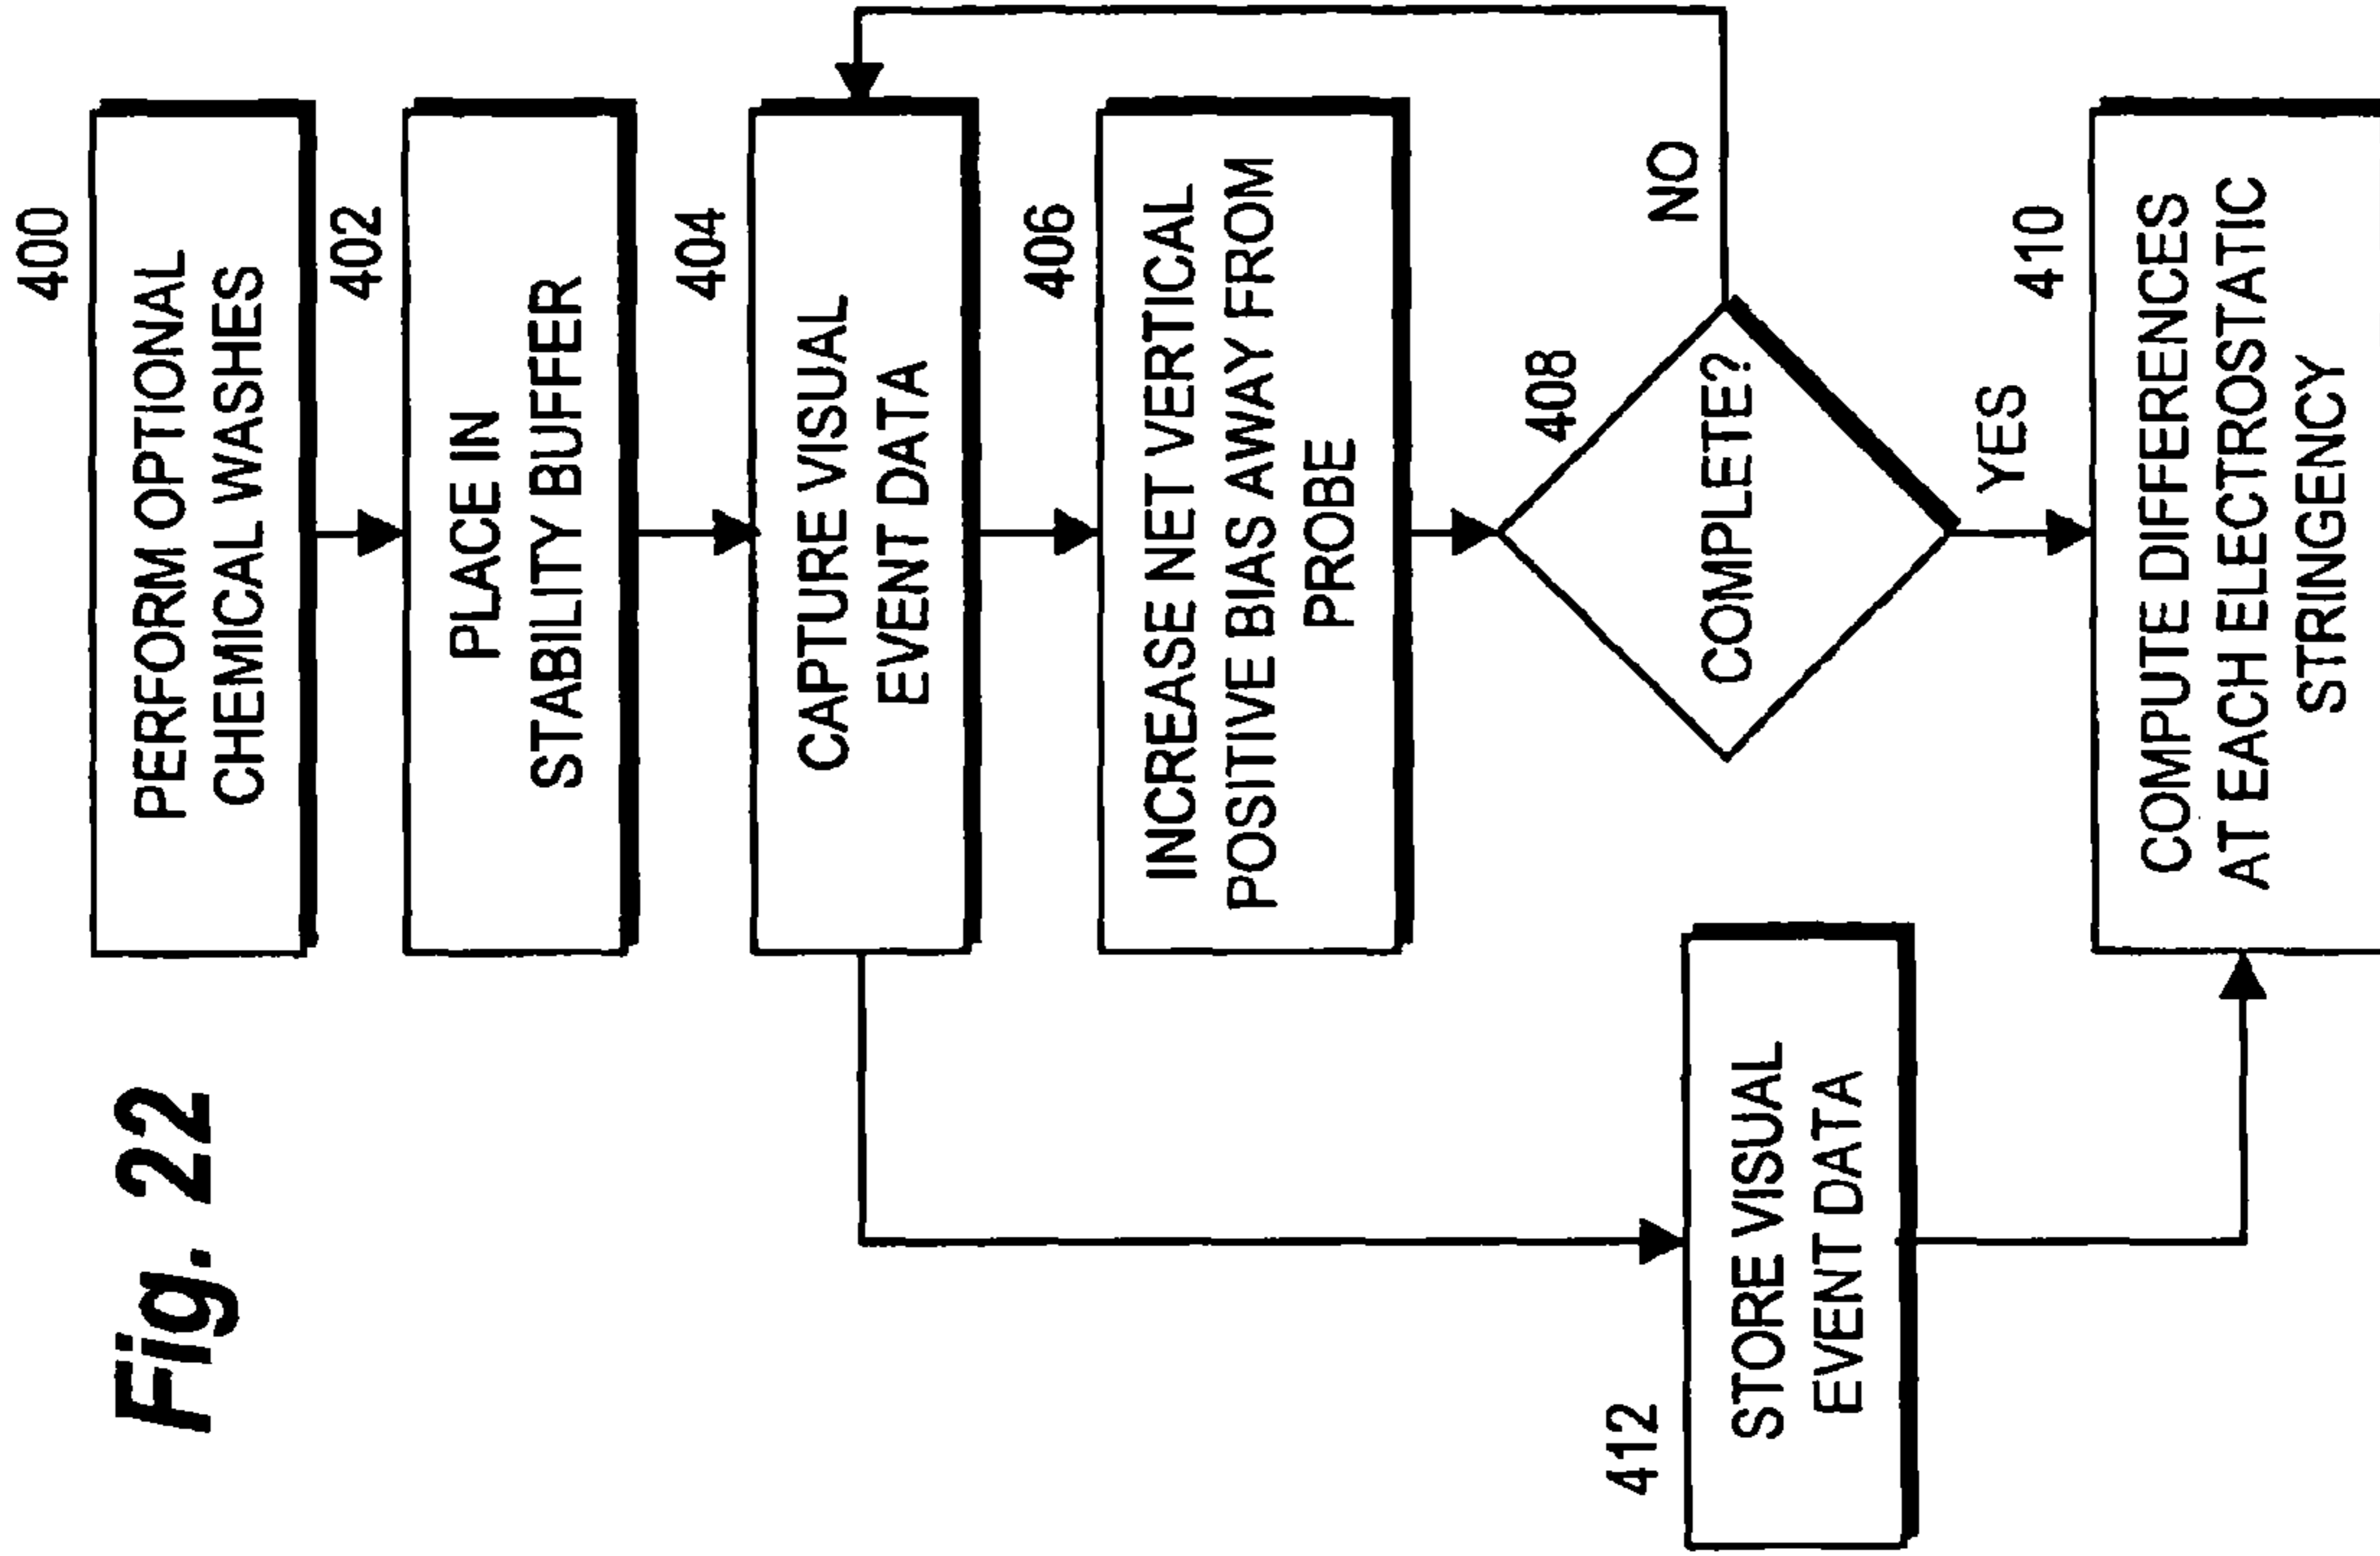 Fig. 22
400
PERFORM OPTIONAL
CHEMICAL WASHES
402
PLACE IN
STABILITY BUFFER
404
CAPTURE VISUAL
EVENT DATA
406
INCREASE NET VERTICAL
POSITIVE BIAS AWAY FROM
PROBE
408
COMPLETE?
NO
YES
412
STORE VISUAL
EVENT DATA
410
COMPUTE DIFFERENCES
AT EACH ELECTROSTATIC
STRINGENCY